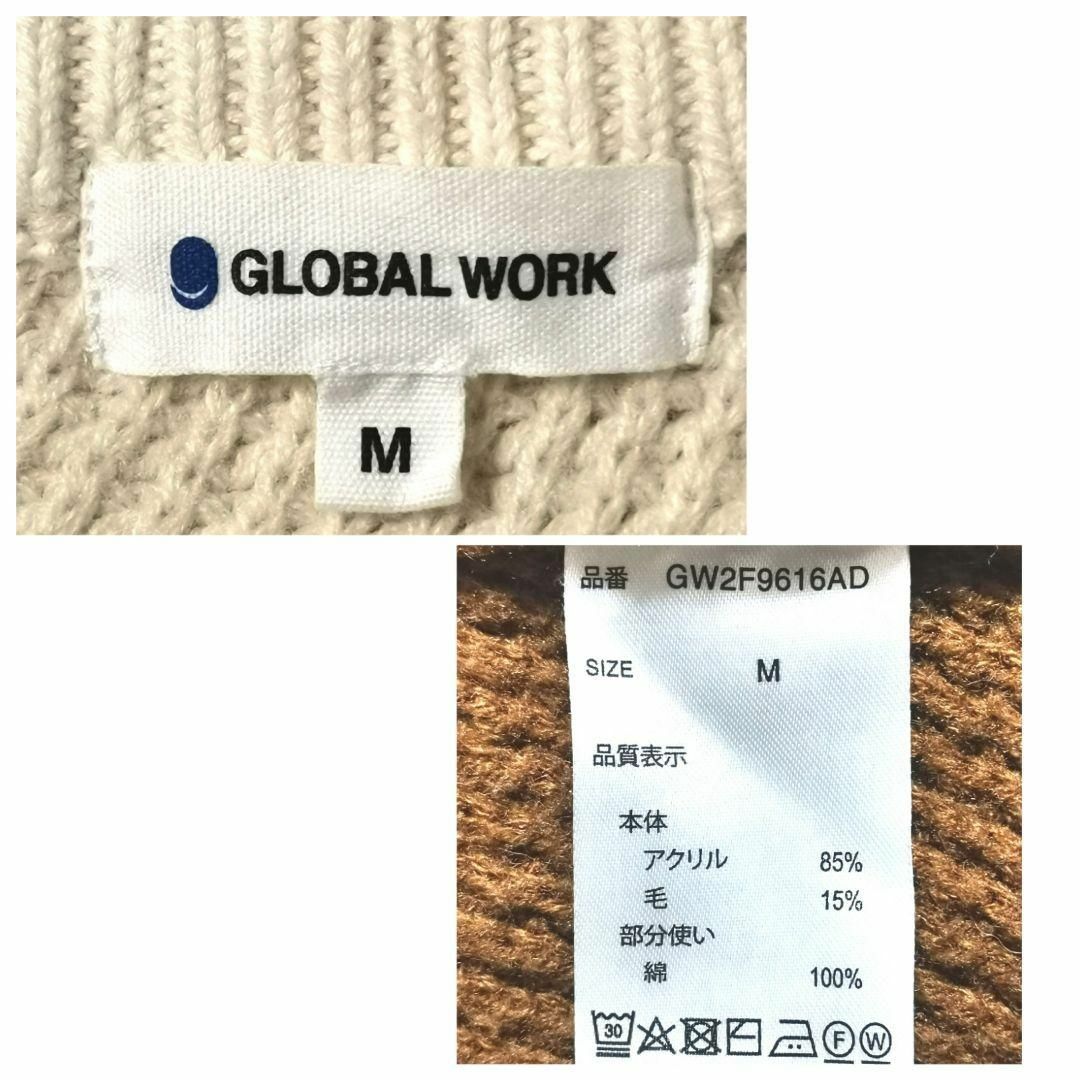 GLOBAL WORK
M
品番 GW2F9616AD
SIZE M
品質表示
本体
アクリル 85%
毛 15%
部分使い
綿 100%
30 F W